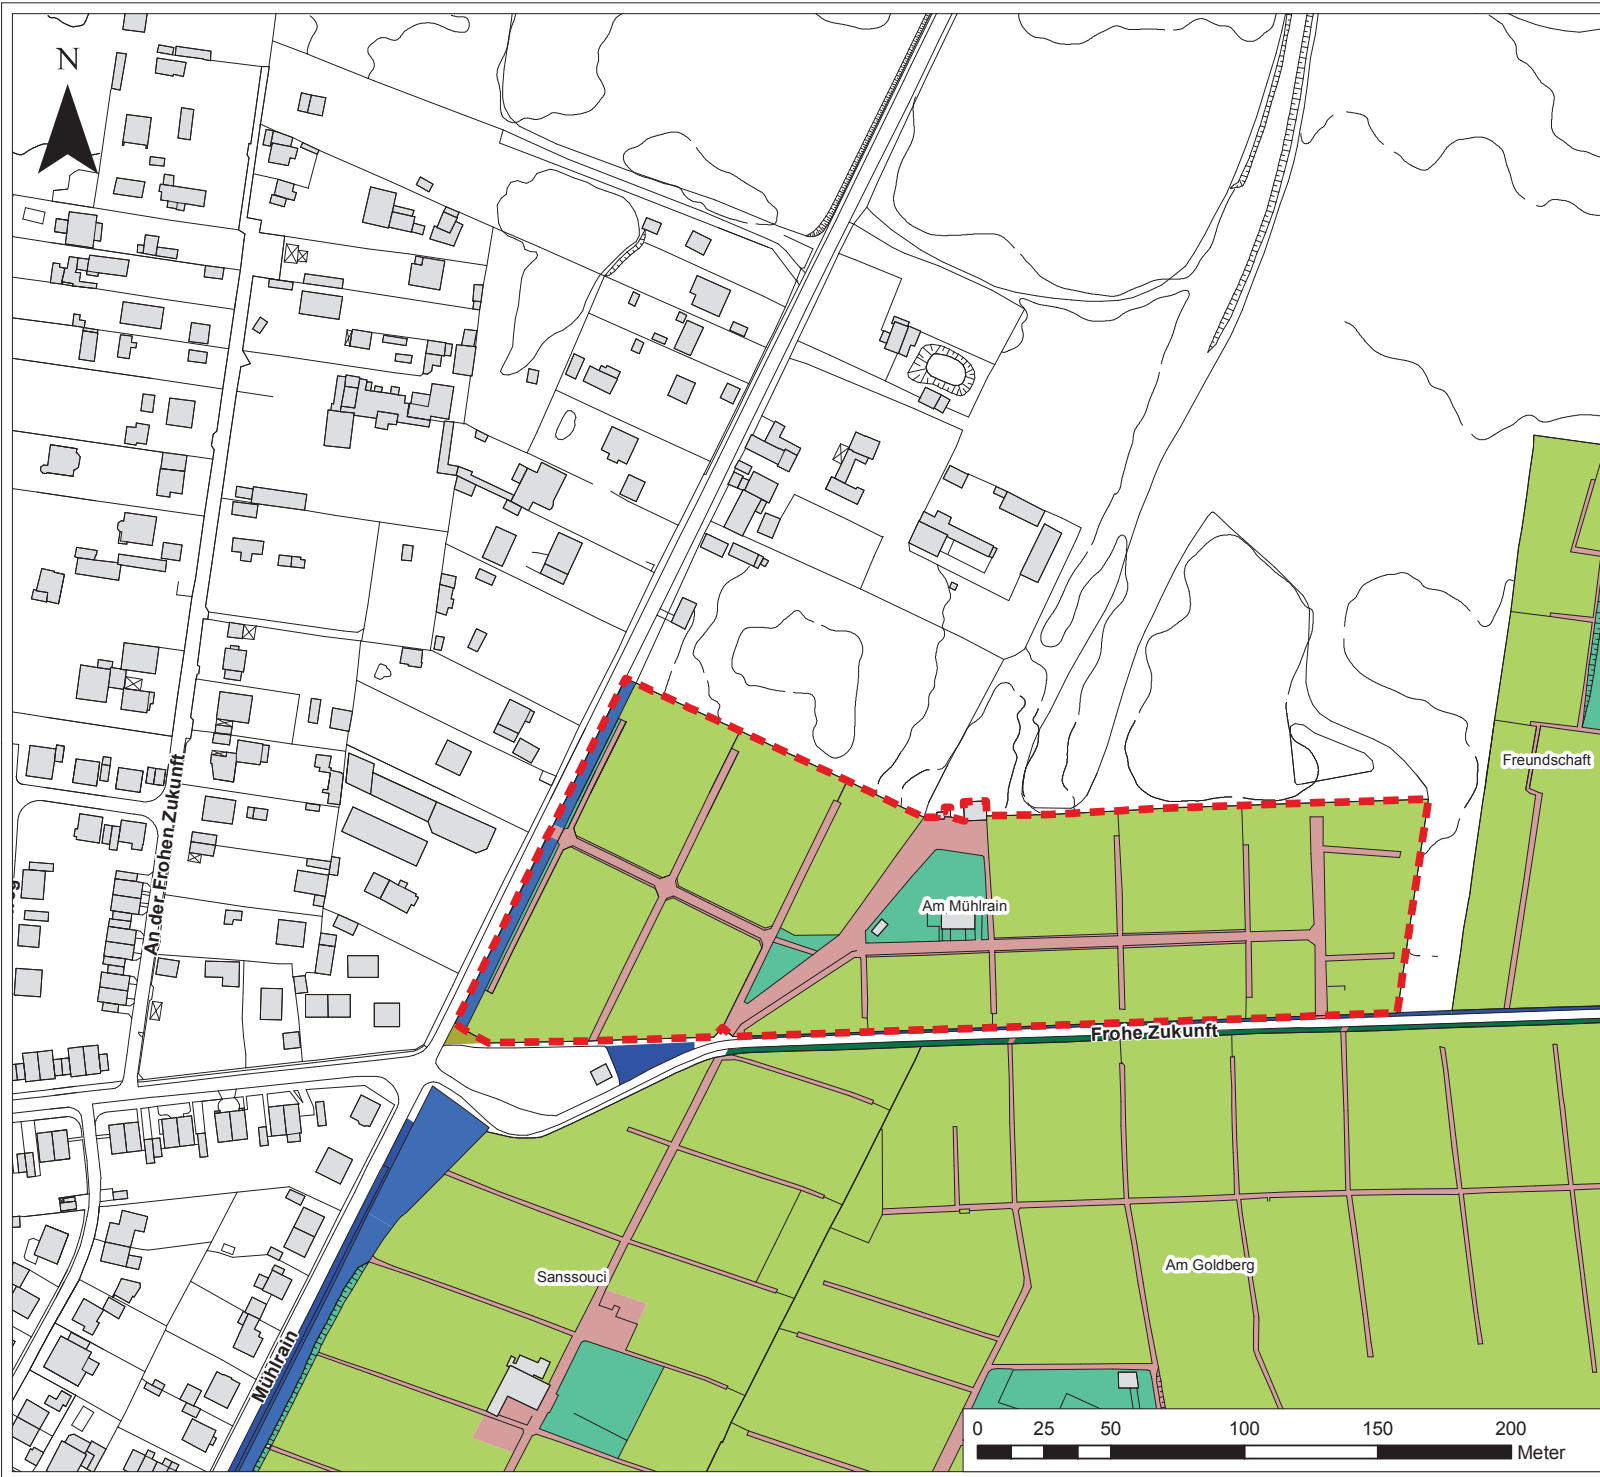 N
Freundschaft
An der Frohen Zukunft
Am Mühlrain
Frohe Zukunft
Am Goldberg
Sanssouci
Mühlrain
0 25 50 100 150 200
Meter